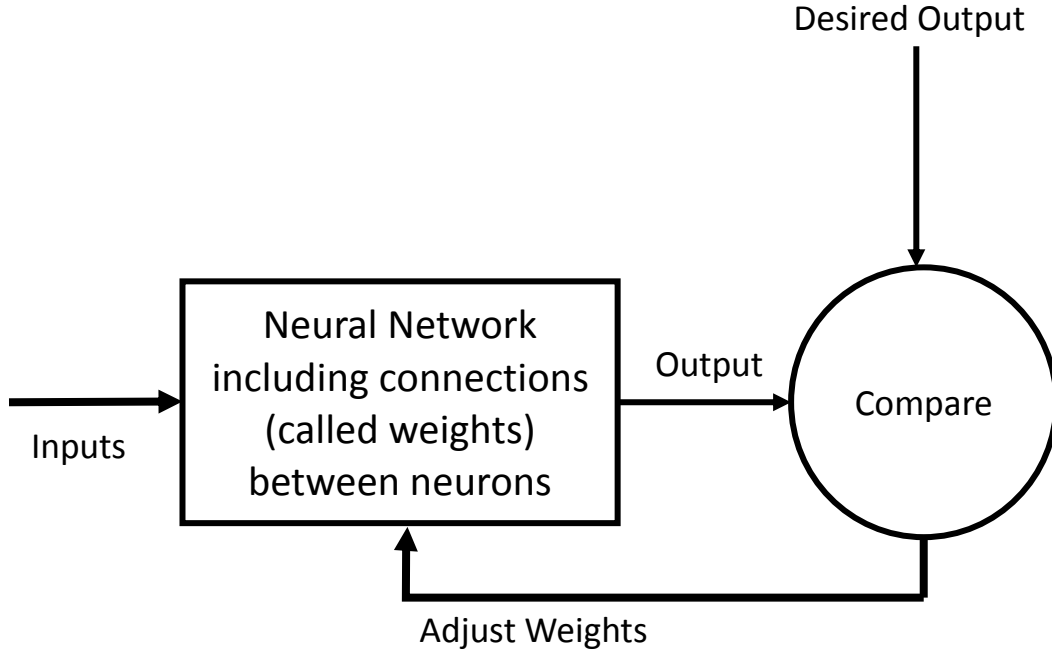 Desired Output
Neural Network
including connections
(called weights)
between neurons
Inputs
Output
Compare
Adjust Weights